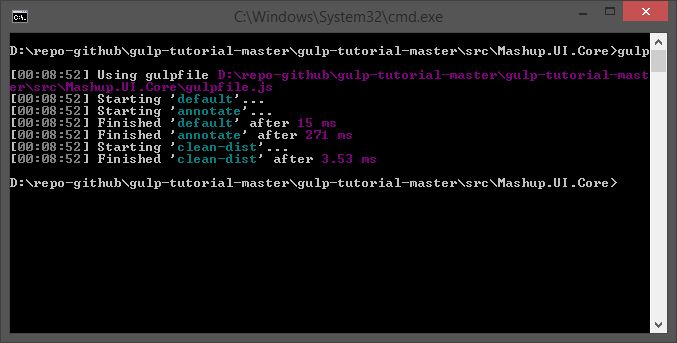 C:\Windows\System32\cmd.exe
D:\repo-github\gulp-tutorial-master\gulp-tutorial-master\src\Mashup.UI.Core>gulp
[00:08:52] Using gulpfile D:\repo-github\gulp-tutorial-master\gulp-tutorial-mast
er\src\Mashup.UI.Core\gulpfile.js
[00:08:52] Starting 'default'...
[00:08:52] Starting 'annotate'...
[00:08:52] Finished 'default' after 15 ms
[00:08:52] Finished 'annotate' after 271 ms
[00:08:52] Starting 'clean-dist'...
[00:08:52] Finished 'clean-dist' after 3.53 ms
D:\repo-github\gulp-tutorial-master\gulp-tutorial-master\src\Mashup.UI.Core>